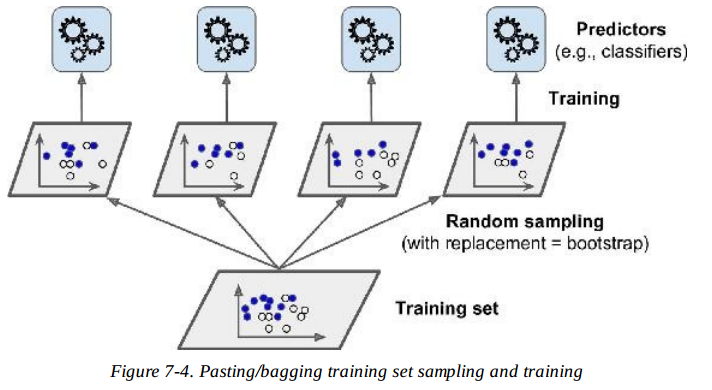 Predictors
(e.g., classifiers)
Training
Random sampling
(with replacement = bootstrap)
Training set
Figure 7-4. Pasting/bagging training set sampling and training